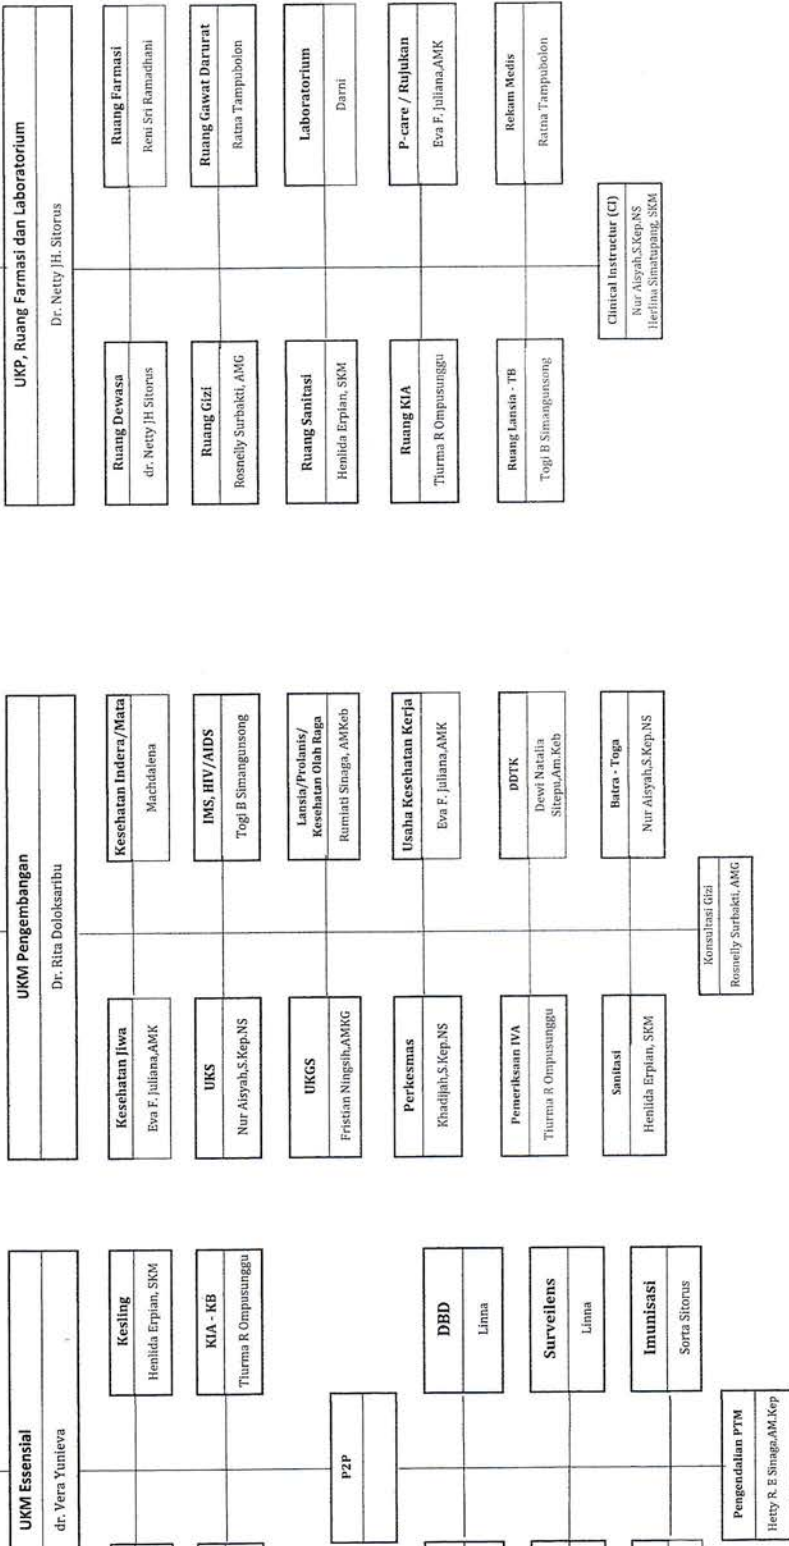 UKM Essensial
dr. Vera Yunieva
Kesling
Henlida Erpian, SKM
KIA - KB
Tiurma R Ompusunggu
P2P
DBD
Linna
Surveilens
Linna
Imunisasi
Sorta Sitorus
Pengendalian PTM
Hetty R. E Sinaga,AM.Kep
UKM Pengembangan
Dr. Rita Doloksaribu
Kesehatan Jiwa
Eva F. Juliana,AMK
Kesehatan Indera/Mata
Machdalena
UKS
Nur Aisyah,S.Kep.NS
IMS, HIV/AIDS
Togi B Simangunsong
UKGS
Fristian Ningsih,AMKG
Lansia/Prolanis/
Kesehatan Olah Raga
Rumiati Sinaga, AMKeb
Perkesmas
Khadijah,S.Kep.NS
Usaha Kesehatan Kerja
Eva F. Juliana,AMK
Pemeriksaan IVA
Tiurma R Ompusunggu
DDTK
Dewi Natalia
Sitepu,Am.Keb
Sanitasi
Henlida Erpian, SKM
Batra - Toga
Nur Aisyah,S.Kep.NS
Konsultasi Gizi
Rosnelly Surbakti, AMG
UKP, Ruang Farmasi dan Laboratorium
Dr. Netty JH. Sitorus
Ruang Dewasa
dr. Netty JH Sitorus
Ruang Farmasi
Reni Sri Ramadhani
Ruang Gizi
Rosnelly Surbakti, AMG
Ruang Gawat Darurat
Ratna Tampubolon
Ruang Sanitasi
Henlida Erpian, SKM
Laboratorium
Darni
Ruang KIA
Tiurma R Ompusunggu
P-care / Rujukan
Eva F. Juliana,AMK
Ruang Lansia - TB
Togi B Simangunsong
Rekam Medis
Ratna Tampubolon
Clinical Instructur (CI)
Nur Aisyah,S.Kep.NS
Herlina Simatupang, SKM